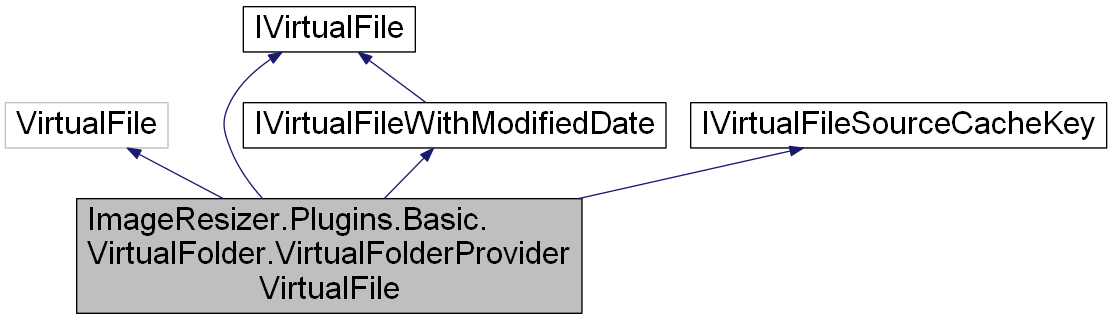 IVirtualFile
VirtualFile
IVirtualFileWithModifiedDate
IVirtualFileSourceCacheKey
ImageResizer.Plugins.Basic.
VirtualFolder.VirtualFolderProvider
VirtualFile